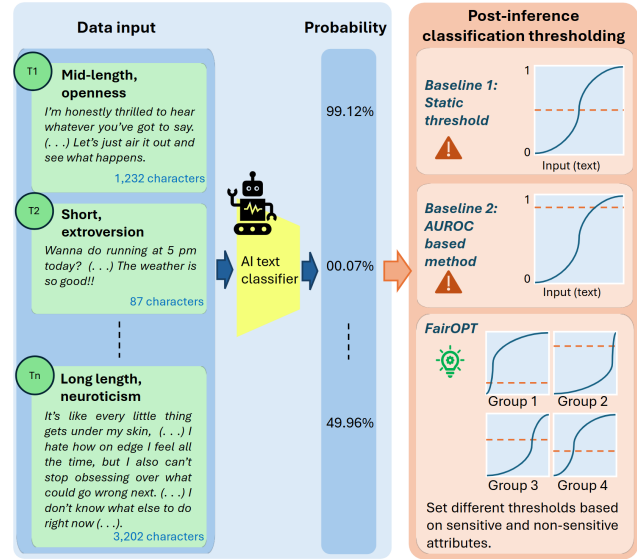 Data input
T1
Mid-length,
openness
I'm honestly thrilled to hear
whatever you've got to say.
(. . .) Let's just air it out and
see what happens.
1,232 characters
T2
Short,
extroversion
Wanna do running at 5 pm
today? (. . .) The weather is
so good!!
87 characters
Tn
Long length,
neuroticism
It's like every little thing
gets under my skin, (. . .) I
hate how on edge I feel all
the time, but I also can't
stop obsessing over what
could go wrong next. (. . .) I
don't know what else to do
right now (. . .).
3,202 characters
AI text
classifier
Probability
99.12%
00.07%
49.96%
Post-inference
classification thresholding
Baseline 1:
Static
threshold
1
0
Input (text)
Baseline 2:
AUROC
based
method
1
0
Input (text)
FairOPT
Group 1
Group 2
Group 3
Group 4
Set different thresholds based
on sensitive and non-sensitive
attributes.